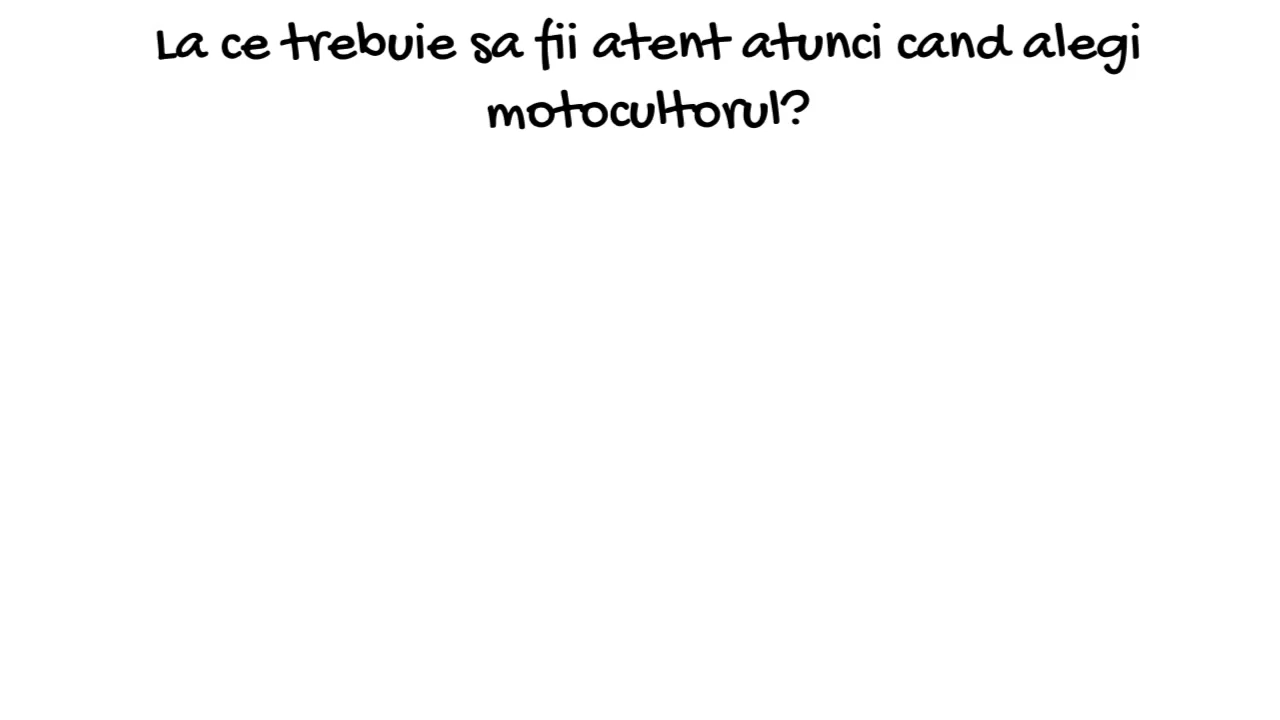 La ce trebuie sa fii atent atunci cand alegi
motocultorul?